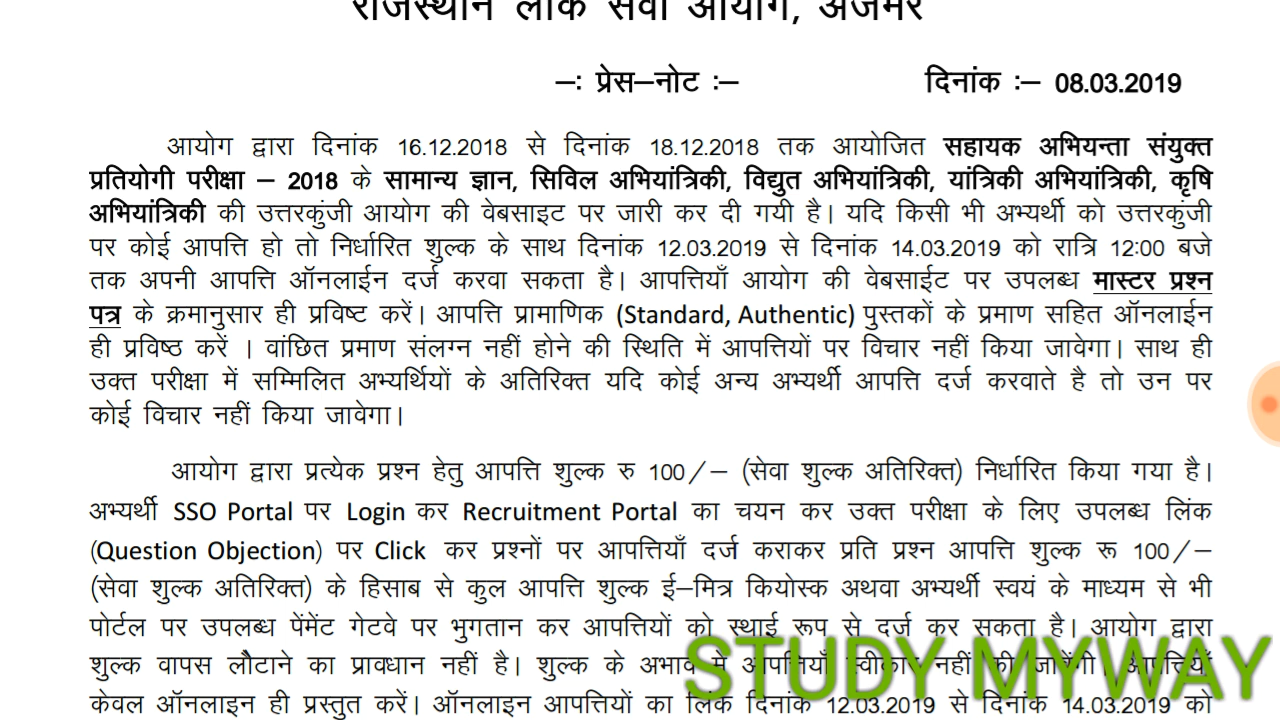 राजस्थान लोक सेवा आयोग, अजमेर
–: प्रेस–नोट :– दिनांक :– 08.03.2019
आयोग द्वारा दिनांक 16.12.2018 से दिनांक 18.12.2018 तक आयोजित सहायक अभियन्ता संयुक्त
प्रतियोगी परीक्षा – 2018 के सामान्य ज्ञान, सिविल अभियांत्रिकी, विद्युत अभियांत्रिकी, यांत्रिकी अभियांत्रिकी, कृषि
अभियांत्रिकी की उत्तरकुंजी आयोग की वेबसाइट पर जारी कर दी गयी है। यदि किसी भी अभ्यर्थी को उत्तरकुंजी
पर कोई आपत्ति हो तो निर्धारित शुल्क के साथ दिनांक 12.03.2019 से दिनांक 14.03.2019 को रात्रि 12:00 बजे
तक अपनी आपत्ति ऑनलाईन दर्ज करवा सकता है। आपत्तियाँ आयोग की वेबसाईट पर उपलब्ध मास्टर प्रश्न
पत्र के क्रमानुसार ही प्रविष्ट करें। आपत्ति प्रामाणिक (Standard, Authentic) पुस्तकों के प्रमाण सहित ऑनलाईन
ही प्रविष्ठ करें । वांछित प्रमाण संलग्न नहीं होने की स्थिति में आपत्तियों पर विचार नहीं किया जावेगा। साथ ही
उक्त परीक्षा में सम्मिलित अभ्यर्थियों के अतिरिक्त यदि कोई अन्य अभ्यर्थी आपत्ति दर्ज करवाते है तो उन पर
कोई विचार नहीं किया जावेगा।
आयोग द्वारा प्रत्येक प्रश्न हेतु आपत्ति शुल्क रु 100/– (सेवा शुल्क अतिरिक्त) निर्धारित किया गया है।
अभ्यर्थी SSO Portal पर Login कर Recruitment Portal का चयन कर उक्त परीक्षा के लिए उपलब्ध लिंक
(Question Objection) पर Click कर प्रश्नों पर आपत्तियाँ दर्ज कराकर प्रति प्रश्न आपत्ति शुल्क रू 100/–
(सेवा शुल्क अतिरिक्त) के हिसाब से कुल आपत्ति शुल्क ई–मित्र कियोस्क अथवा अभ्यर्थी स्वयं के माध्यम से भी
पोर्टल पर उपलब्ध पेंमेंट गेटवे पर भुगतान कर आपत्तियों को स्थाई रूप से दर्ज कर सकता है। आयोग द्वारा
शुल्क वापस लौटाने का प्रावधान नहीं है। शुल्क के अभाव में आपत्तियाँ स्वीकार नहीं की जावेंगी। आपत्तियाँ
केवल ऑनलाइन ही प्रस्तुत करें। ऑनलाइन आपत्तियों का लिंक दिनांक 12.03.2019 से दिनांक 14.03.2019 को
STUDY MYWAY